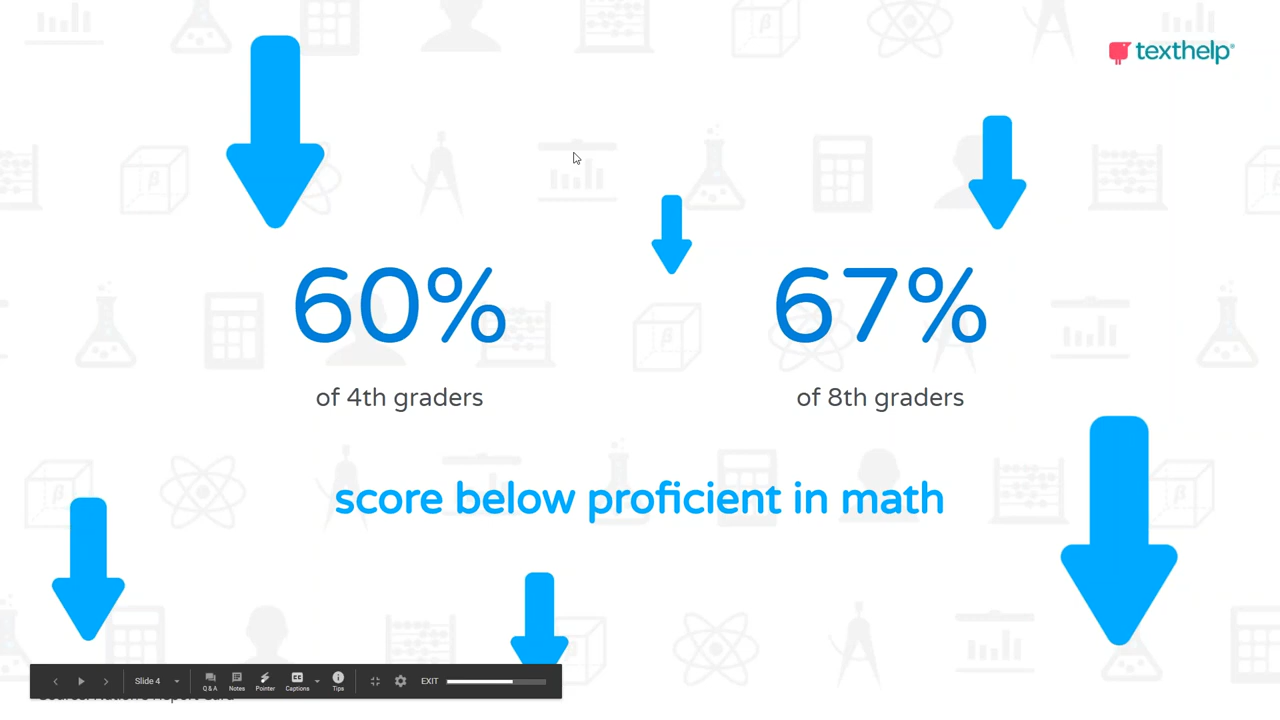 texthelp®
60%
67%
of 4th graders
of 8th graders
score below proficient in math
Slide 4
Q&A
Notes
Pointer
CC
Captions
Tips
EXIT
β
β
β